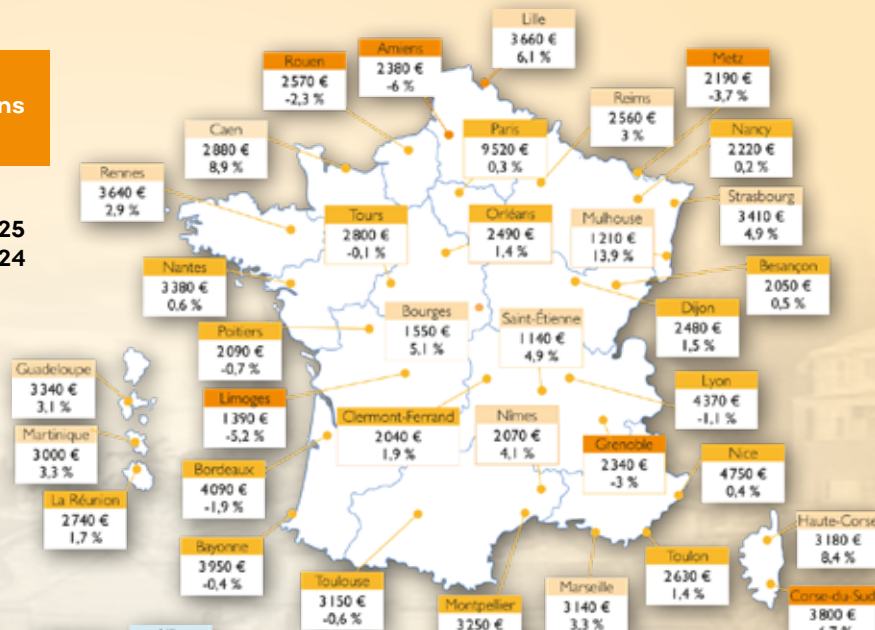 ns
25
24
Lille
3 660 €
6,1 %
Amiens
2 380 €
-6 %
Rouen
2 570 €
-2,3 %
Metz
2 190 €
-3,7 %
Reims
2 560 €
3 %
Caen
2 880 €
8,9 %
Paris
9 520 €
0,3 %
Nancy
2 220 €
0,2 %
Rennes
3 640 €
2,9 %
Strasbourg
3 410 €
4,9 %
Tours
2 800 €
-0,1 %
Orléans
2 490 €
1,4 %
Mulhouse
1 210 €
13,9 %
Nantes
3 380 €
0,6 %
Besançon
2 050 €
0,5 %
Bourges
1 550 €
5,1 %
Saint-Étienne
1 140 €
4,9 %
Dijon
2 480 €
1,5 %
Poitiers
2 090 €
-0,7 %
Guadeloupe
3 340 €
3,1 %
Limoges
1 390 €
-5,2 %
Lyon
4 370 €
-1,1 %
Clermont-Ferrand
2 040 €
1,9 %
Nîmes
2 070 €
4,1 %
Martinique
3 000 €
3,3 %
Grenoble
2 340 €
-3 %
Nice
4 750 €
0,4 %
Bordeaux
4 090 €
-1,9 %
La Réunion
2 740 €
1,7 %
Haute-Corse
3 180 €
8,4 %
Bayonne
3 950 €
-0,4 %
Toulon
2 630 €
1,4 %
Toulouse
3 150 €
-0,6 %
Marseille
3 140 €
3,3 %
Montpellier
3 250 €
Corse-du-Sud
3 800 €